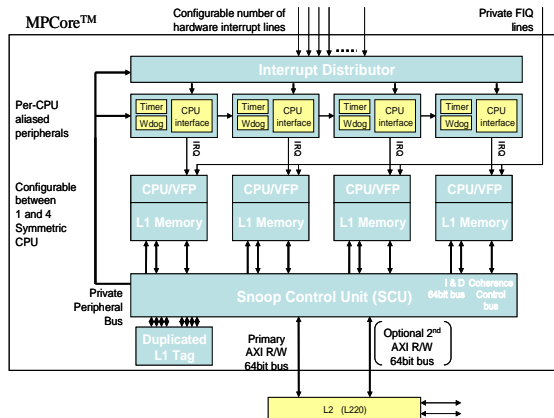 MPCore™
Configurable number of
hardware interrupt lines
Private FIQ
lines
Interrupt Distributor
Per-CPU
aliased peripherals
Timer
Wdog
CPU
interface
Timer
Wdog
CPU
interface
Timer
Wdog
CPU
interface
Timer
Wdog
CPU
interface
IRQ
IRQ
IRQ
IRQ
Configurable
between
1 and 4
Symmetric
CPU
CPU/VFP
L1 Memory
CPU/VFP
L1 Memory
CPU/VFP
L1 Memory
CPU/VFP
L1 Memory
Private
Peripheral
Bus
Snoop Control Unit (SCU)
I & D
64bit bus
Coherence
Control
bus
Duplicated
L1 Tag
Primary
AXI R/W
64bit bus
Optional 2nd
AXI R/W
64bit bus
L2 (L220)